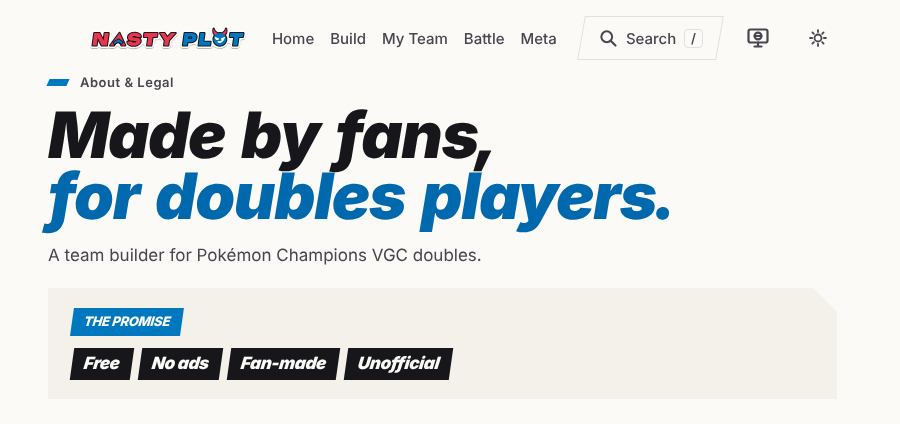 NASTY PLOT
Home Build My Team Battle Meta Search /
About & Legal
Made by fans,
for doubles players.
A team builder for Pokémon Champions VGC doubles.
THE PROMISE
Free No ads Fan-made Unofficial